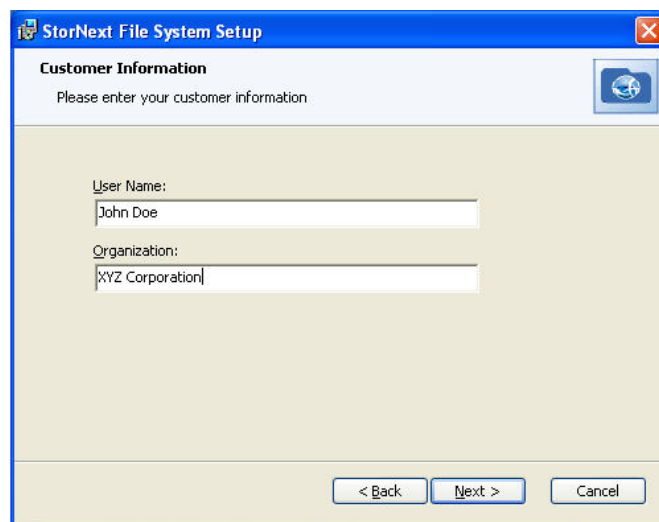 StorNext File System Setup
Customer Information
Please enter your customer information
User Name:
John Doe
Organization:
XYZ Corporation
< Back
Next >
Cancel